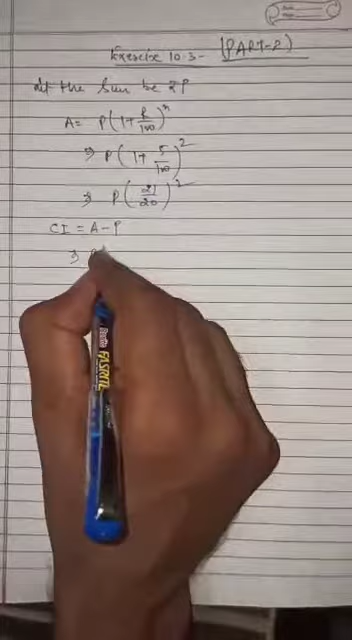 Exercise 10.3- (PART-2)
let the Sum be ₹P
A= P(1+R/100)^n
⇒ P(1+5/100)^2
⇒ P(21/20)^2
CI = A-P
⇒
FASRITE